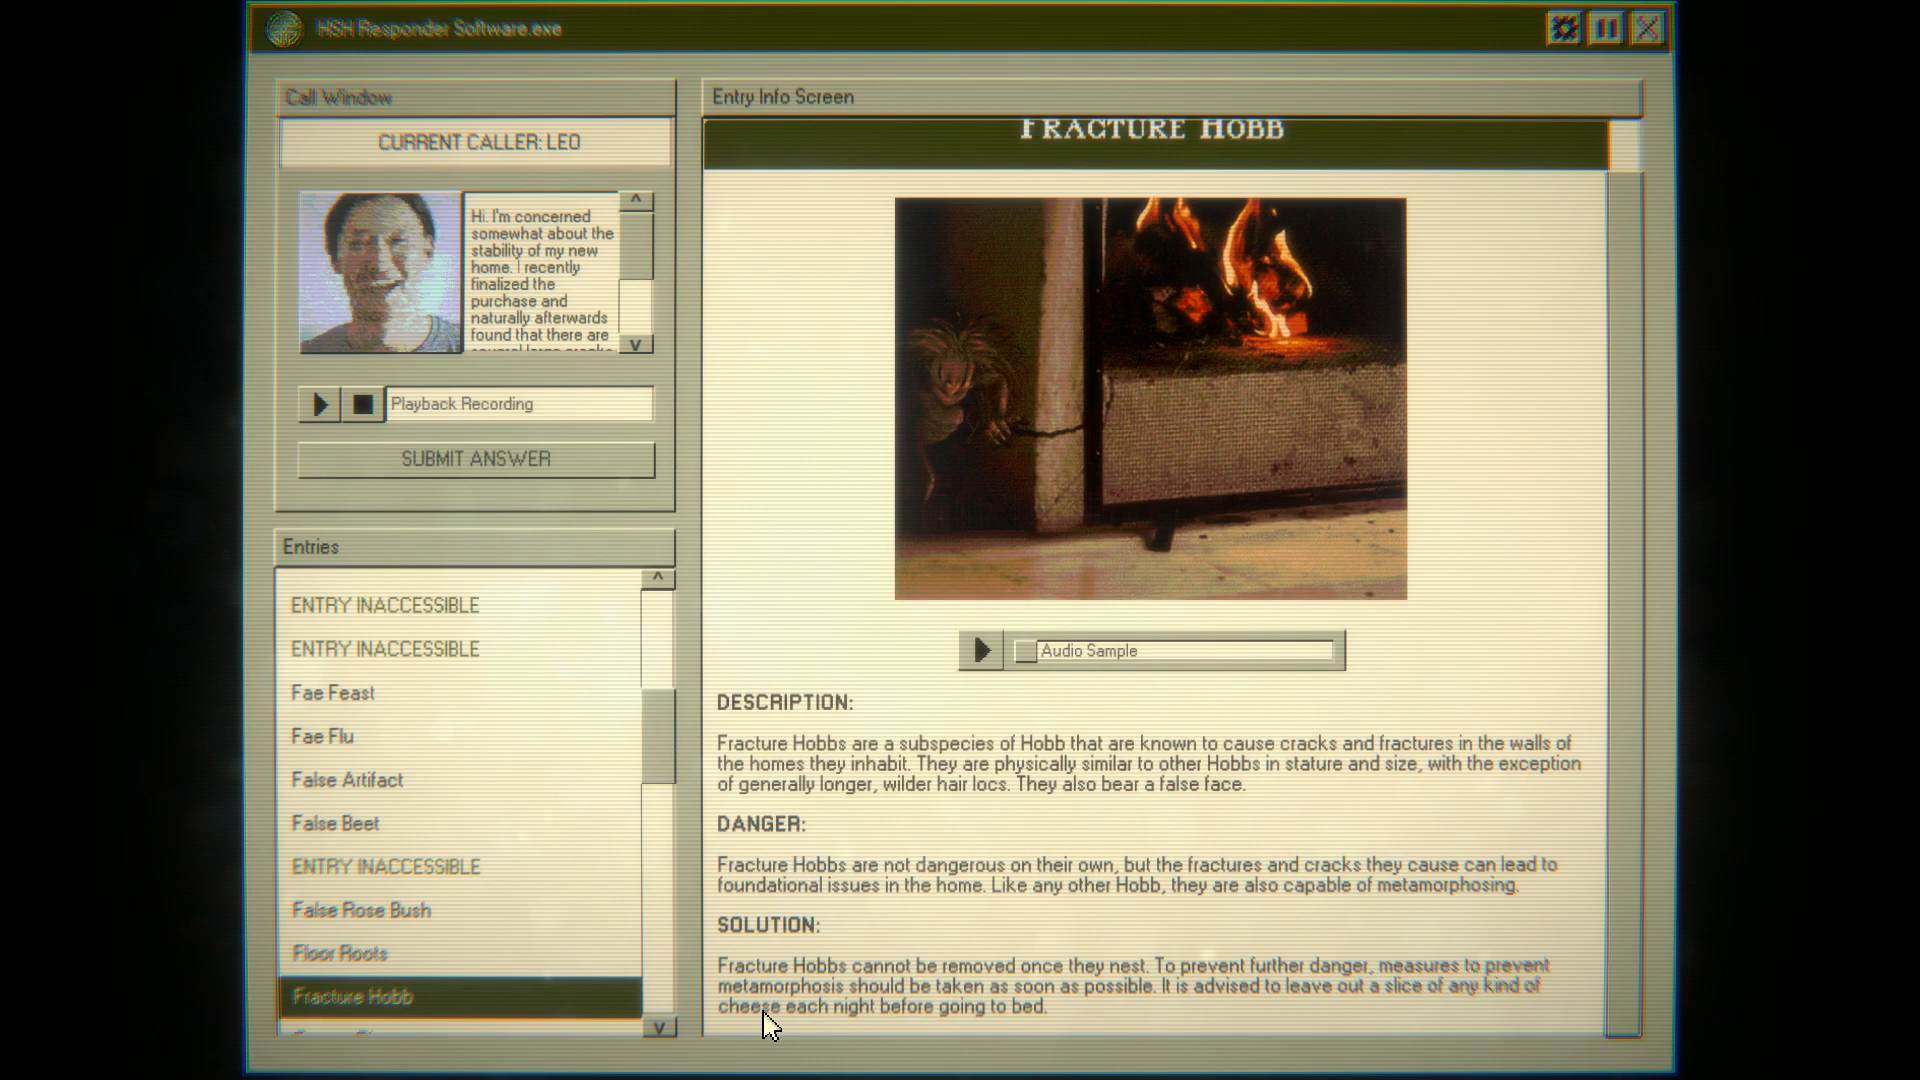 HSH Responder Software.exe
Call Window
CURRENT CALLER: LEO
Hi. I'm concerned
somewhat about the
stability of my new
home. I recently
finalized the
purchase and
naturally afterwards
found that there are
several large cracks
Playback Recording
SUBMIT ANSWER
Entries
ENTRY INACCESSIBLE
ENTRY INACCESSIBLE
Fae Feast
Fae Flu
False Artifact
False Beet
ENTRY INACCESSIBLE
False Rose Bush
Floor Roots
Fracture Hobb
Entry Info Screen
FRACTURE HOBB
Audio Sample
DESCRIPTION:
Fracture Hobbs are a subspecies of Hobb that are known to cause cracks and fractures in the walls of
the homes they inhabit. They are physically similar to other Hobbs in stature and size, with the exception
of generally longer, wilder hair locs. They also bear a false face.
DANGER:
Fracture Hobbs are not dangerous on their own, but the fractures and cracks they cause can lead to
foundational issues in the home. Like any other Hobb, they are also capable of metamorphosing.
SOLUTION:
Fracture Hobbs cannot be removed once they nest. To prevent further danger, measures to prevent
metamorphosis should be taken as soon as possible. It is advised to leave out a slice of any kind of
cheese each night before going to bed.